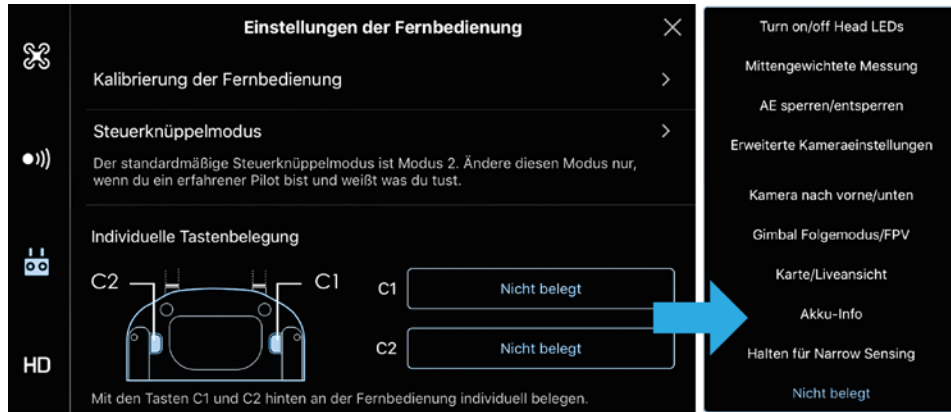 Einstellungen der Fernbedienung
Kalibrierung der Fernbedienung
Steuerknüppelmodus
Der standardmäßige Steuerknüppelmodus ist Modus 2. Ändere diesen Modus nur,
wenn du ein erfahrener Pilot bist und weißt was du tust.
Individuelle Tastenbelegung
C2
C1
C1
Nicht belegt
C2
Nicht belegt
HD
Mit den Tasten C1 und C2 hinten an der Fernbedienung individuell belegen.
Turn on/off Head LEDs
Mittengewichtete Messung
AE sperren/entsperren
Erweiterte Kameraeinstellungen
Kamera nach vorne/unten
Gimbal Folgemodus/FPV
Karte/Liveansicht
Akku-Info
Halten für Narrow Sensing
Nicht belegt